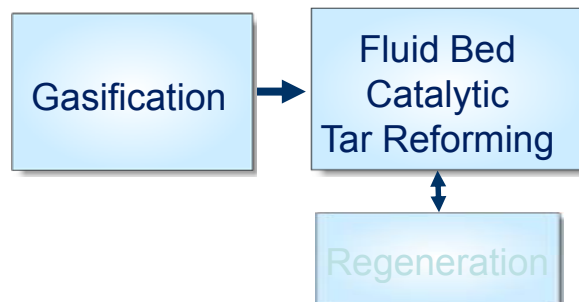 Gasification
Fluid Bed
Catalytic
Tar Reforming
Regeneration